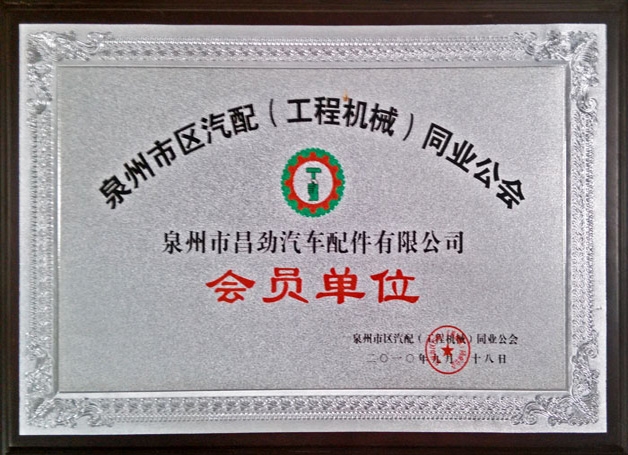 泉州市区汽配（工程机械）同业公会
泉州市昌劲汽车配件有限公司
会员单位
泉州市区汽配（工程机械）同业公会
二〇一〇年九月二十八日